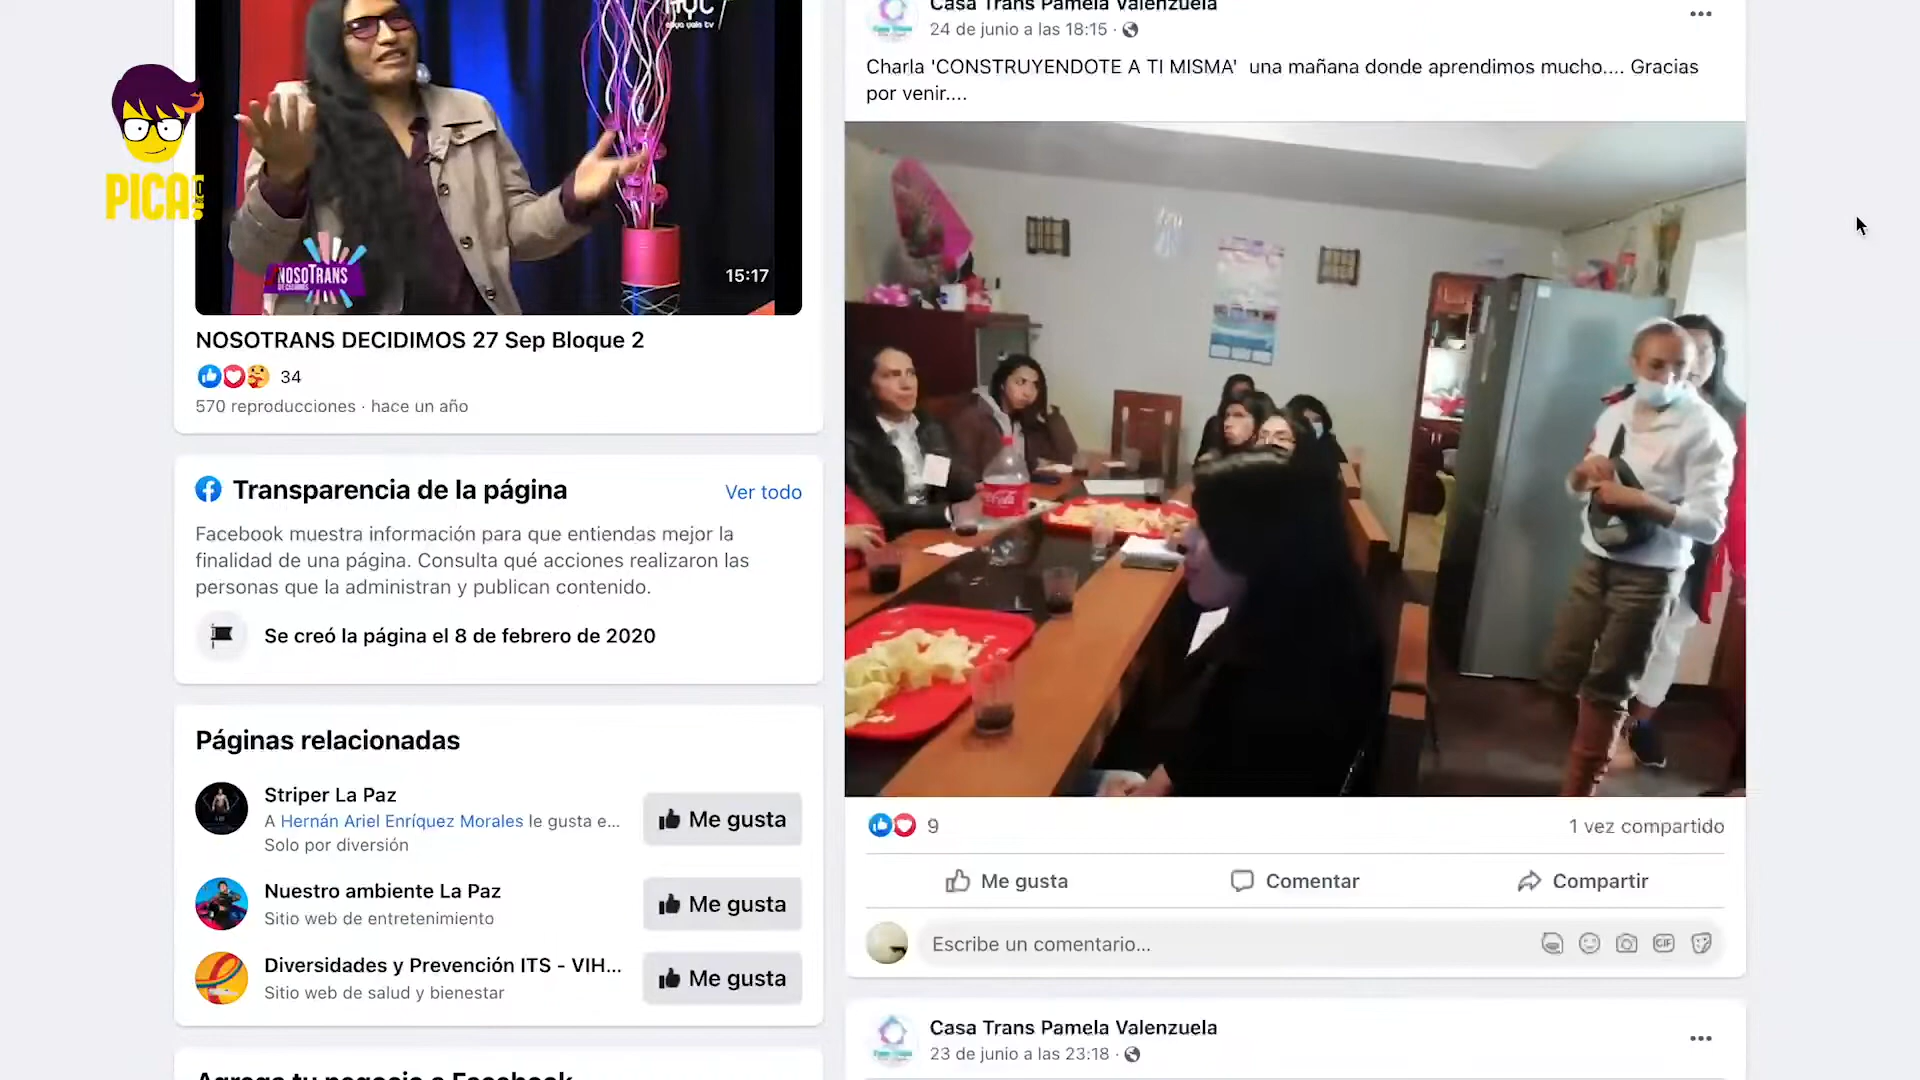 PICA
NOSOTRANS
15:17
NOSOTRANS DECIDIMOS 27 Sep Bloque 2
34
570 reproducciones · hace un año
Transparencia de la página
Ver todo
Facebook muestra información para que entiendas mejor la
finalidad de una página. Consulta qué acciones realizaron las
personas que la administran y publican contenido.
Se creó la página el 8 de febrero de 2020
Páginas relacionadas
Striper La Paz
A Hernán Ariel Enríquez Morales le gusta e...
Solo por diversión
Me gusta
Nuestro ambiente La Paz
Sitio web de entretenimiento
Me gusta
Diversidades y Prevención ITS - VIH...
Sitio web de salud y bienestar
Me gusta
Agrega tu negocio a Facebook
Casa Trans Pamela Valenzuela
24 de junio a las 18:15 ·
Charla 'CONSTRUYENDOTE A TI MISMA' una mañana donde aprendimos mucho.... Gracias
por venir....
Coca-Cola
9
1 vez compartido
Me gusta
Comentar
Compartir
Escribe un comentario...
GIF
Casa Trans Pamela Valenzuela
23 de junio a las 23:18 ·